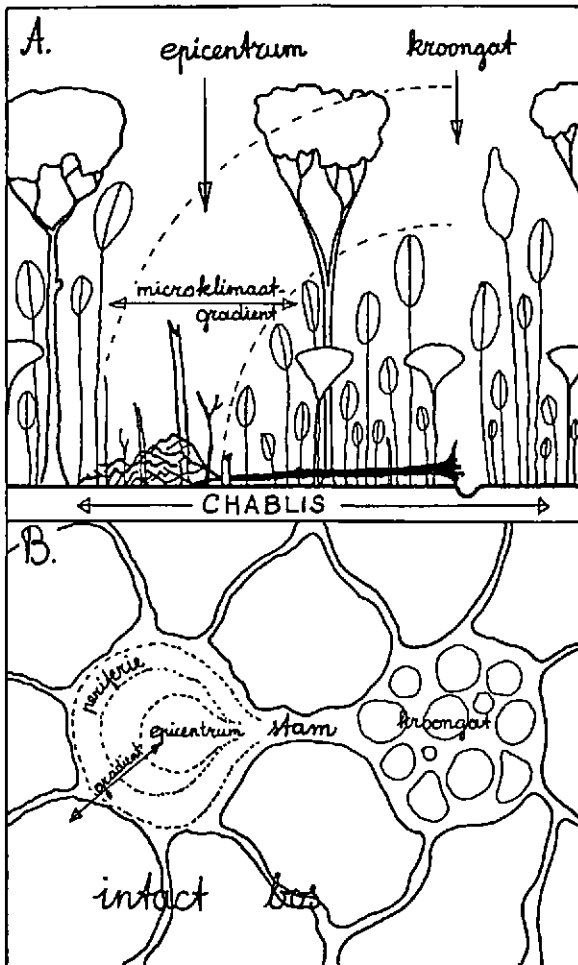 A.
epicentrum
kroongat
microklimaat-
gradient
CHABLIS
B.
periferie
epicentrum
stam
kroongat
gradient
intact bos